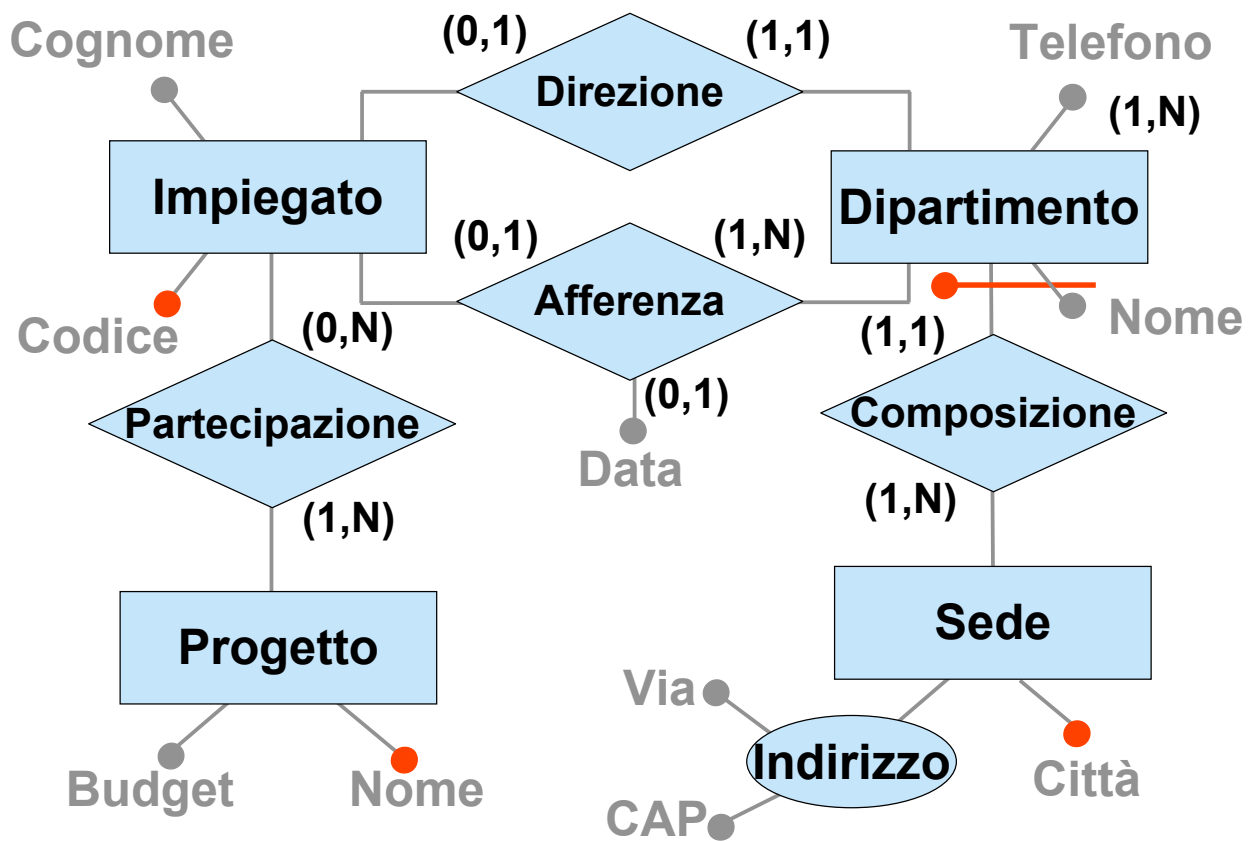 Cognome
(0,1)
(1,1)
Telefono
Direzione
(1,N)
Impiegato
Dipartimento
(0,1)
(1,N)
Afferenza
Codice
(0,N)
(1,1)
Nome
(0,1)
Partecipazione
Composizione
Data
(1,N)
(1,N)
Progetto
Sede
Via
Indirizzo
Budget
Nome
Città
CAP